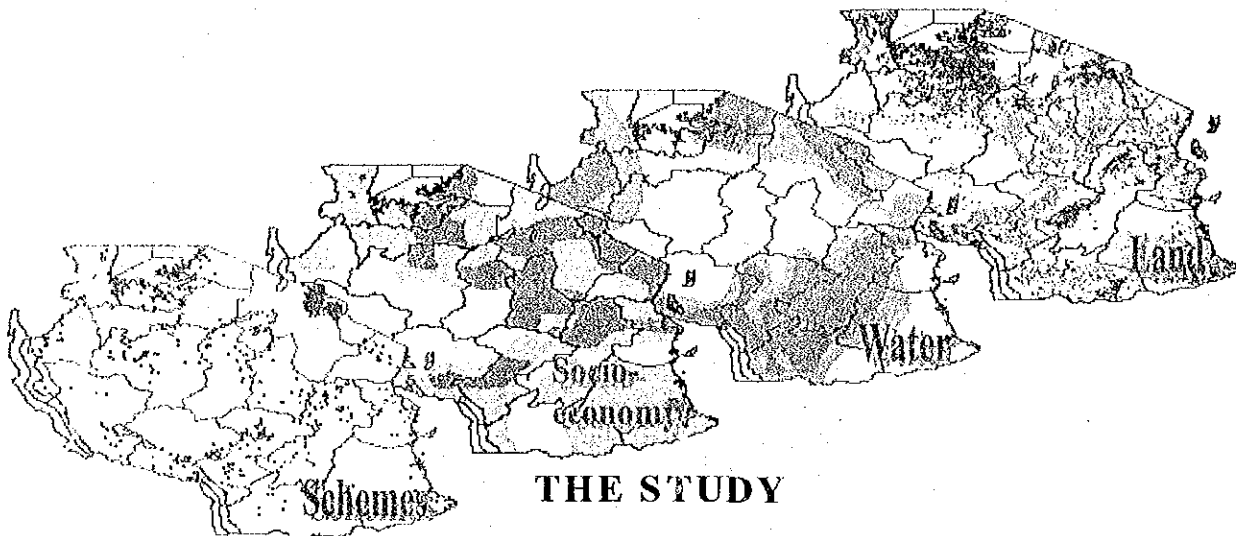 Land
Water
Socio-
economy
Schemes
THE STUDY